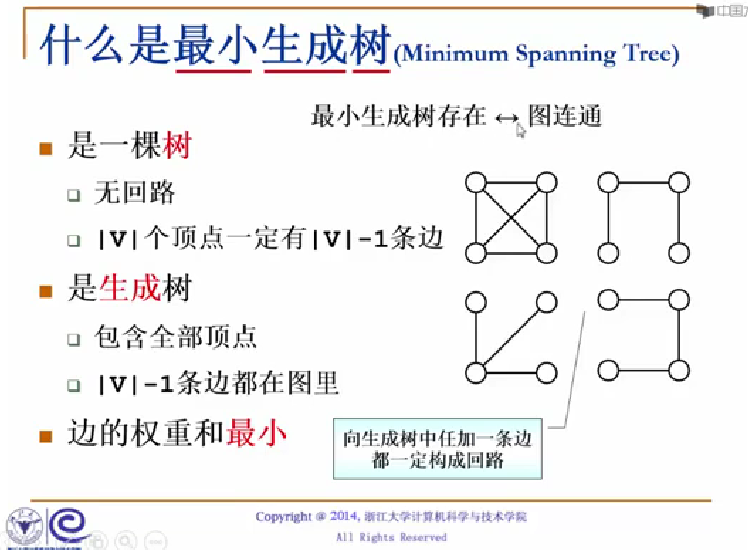 中国大
什么是最小生成树(Minimum Spanning Tree)
最小生成树存在 ↔ 图连通
■ 是一棵树
□ 无回路
□ |V|个顶点一定有|V|-1条边
■ 是生成树
□ 包含全部顶点
□ |V|-1条边都在图里
■ 边的权重和最小
向生成树中任加一条边
都一定构成回路
Copyright @ 2014, 浙江大学计算机科学与技术学院
All Rights Reserved